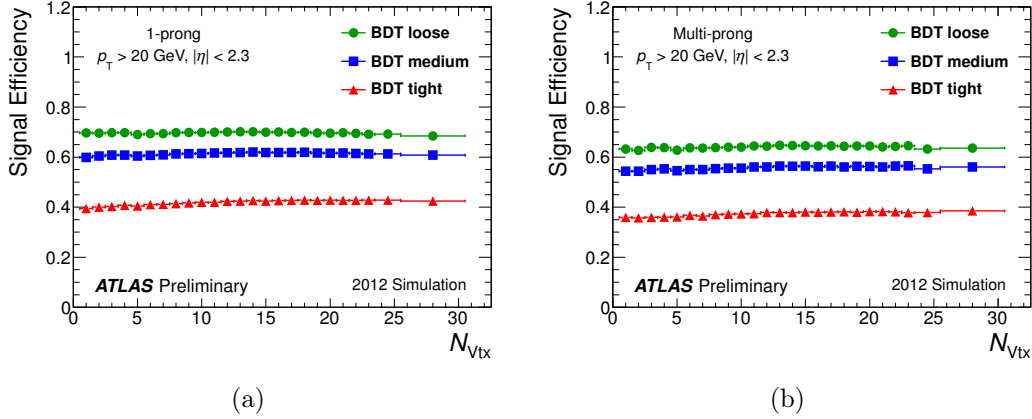 Signal Efficiency
1.2
1
0.8
0.6
0.4
0.2
0
1-prong
p_T > 20 GeV, |η| < 2.3
BDT loose
BDT medium
BDT tight
ATLAS Preliminary
2012 Simulation
0 5 10 15 20 25 30
N_Vtx
(a)
Signal Efficiency
1.2
1
0.8
0.6
0.4
0.2
0
Multi-prong
p_T > 20 GeV, |η| < 2.3
BDT loose
BDT medium
BDT tight
ATLAS Preliminary
2012 Simulation
0 5 10 15 20 25 30
N_Vtx
(b)